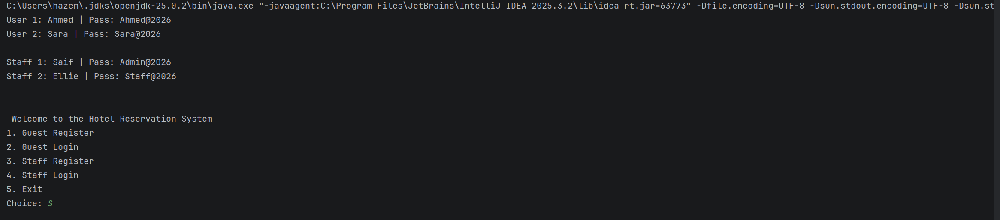 C:\Users\hazem\.jdks\openjdk-25.0.2\bin\java.exe "-javaagent:C:\Program Files\JetBrains\IntelliJ IDEA 2025.3.2\lib\idea_rt.jar=63773" -Dfile.encoding=UTF-8 -Dsun.stdout.encoding=UTF-8 -Dsun.st
User 1: Ahmed | Pass: Ahmed@2026
User 2: Sara | Pass: Sara@2026
Staff 1: Saif | Pass: Admin@2026
Staff 2: Ellie | Pass: Staff@2026
Welcome to the Hotel Reservation System
1. Guest Register
2. Guest Login
3. Staff Register
4. Staff Login
5. Exit
Choice: S